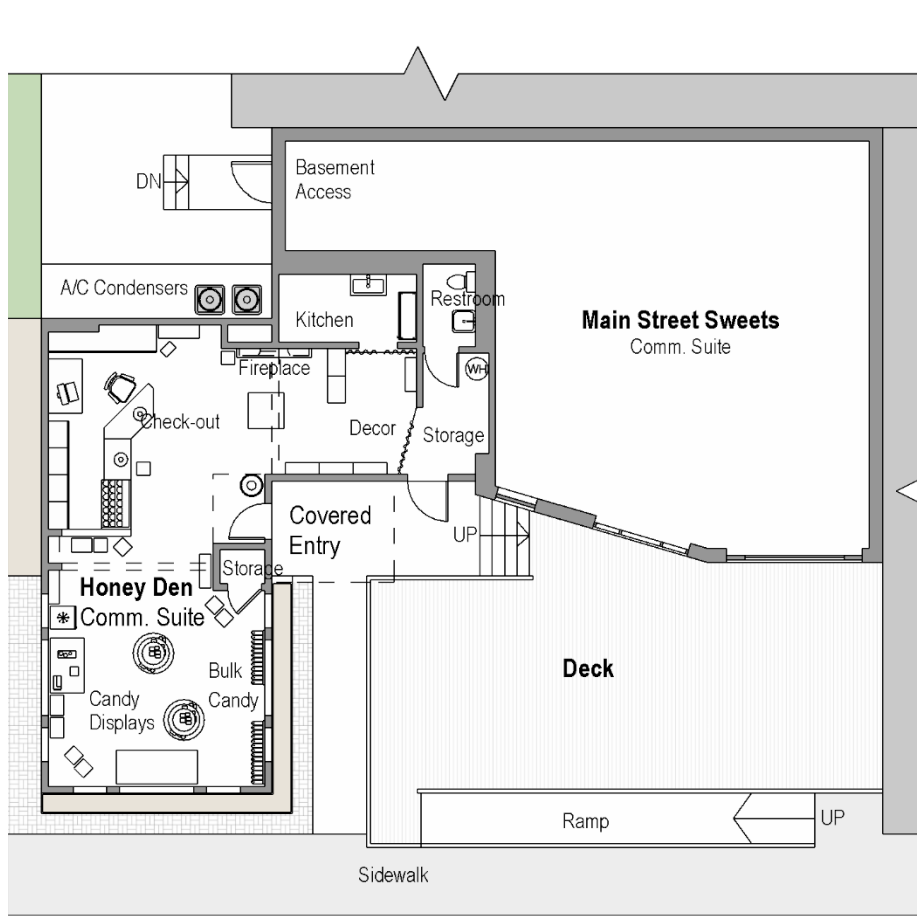 Basement
Access
DN
A/C Condensers
Kitchen
Restroom
Main Street Sweets
Comm. Suite
Fireplace
WH
Check-out
Decor
Storage
Covered
Entry
UP
Storage
Honey Den
Comm. Suite
Deck
Bulk
Candy
Candy
Displays
Ramp
UP
Sidewalk